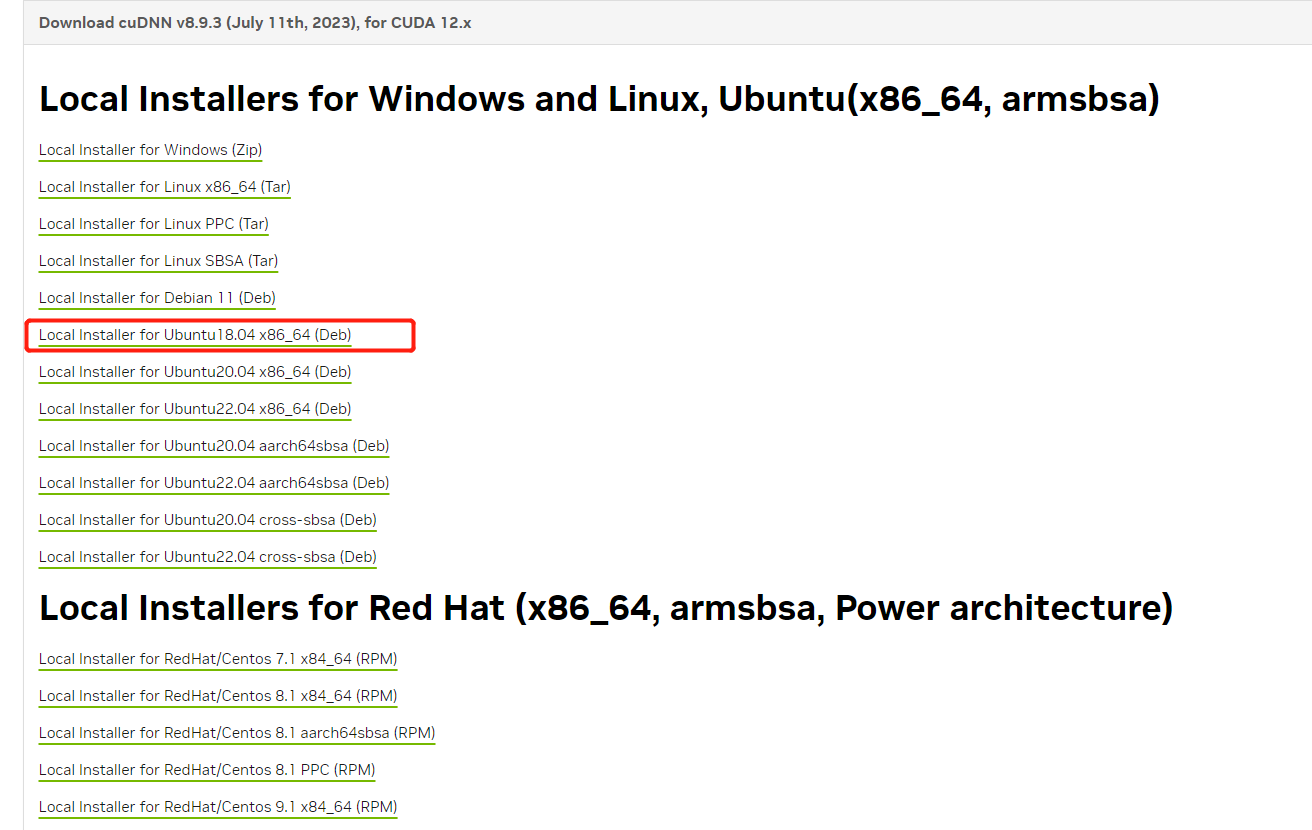 Download cuDNN v8.9.3 (July 11th, 2023), for CUDA 12.x
Local Installers for Windows and Linux, Ubuntu(x86_64, armsbsa)
Local Installer for Windows (Zip)
Local Installer for Linux x86_64 (Tar)
Local Installer for Linux PPC (Tar)
Local Installer for Linux SBSA (Tar)
Local Installer for Debian 11 (Deb)
Local Installer for Ubuntu18.04 x86_64 (Deb)
Local Installer for Ubuntu20.04 x86_64 (Deb)
Local Installer for Ubuntu22.04 x86_64 (Deb)
Local Installer for Ubuntu20.04 aarch64sbsa (Deb)
Local Installer for Ubuntu22.04 aarch64sbsa (Deb)
Local Installer for Ubuntu20.04 cross-sbsa (Deb)
Local Installer for Ubuntu22.04 cross-sbsa (Deb)
Local Installers for Red Hat (x86_64, armsbsa, Power architecture)
Local Installer for RedHat/Centos 7.1 x84_64 (RPM)
Local Installer for RedHat/Centos 8.1 x84_64 (RPM)
Local Installer for RedHat/Centos 8.1 aarch64sbsa (RPM)
Local Installer for RedHat/Centos 8.1 PPC (RPM)
Local Installer for RedHat/Centos 9.1 x84_64 (RPM)